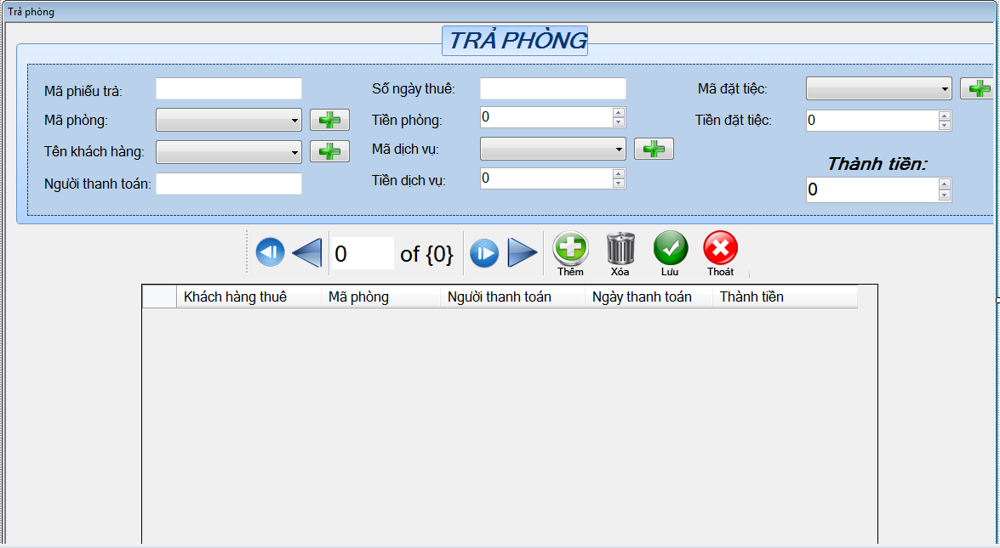 Trả phòng
TRẢ PHÒNG
Mã phiếu trả:
Số ngày thuê:
Mã đặt tiệc:
Mã phòng:
Tiền phòng:
0
Tiền đặt tiệc:
0
Tên khách hàng:
Mã dịch vụ:
Thành tiền:
Người thanh toán:
Tiền dịch vụ:
0
0
0 of {0}
Thêm
Xóa
Lưu
Thoát
Khách hàng thuê Mã phòng Người thanh toán Ngày thanh toán Thành tiền